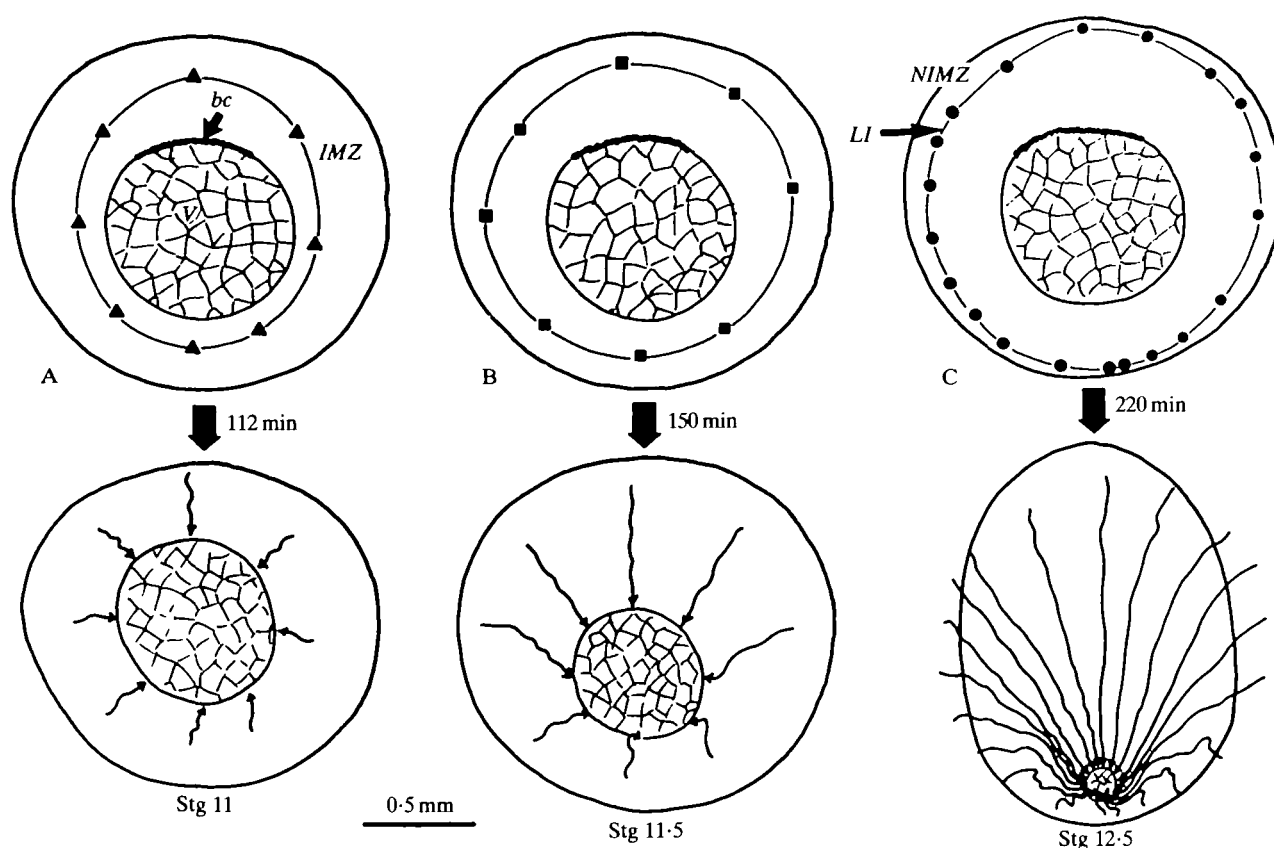 bc
IMZ
V
A
B
NIMZ
LI
C
112 min
150 min
220 min
Stg 11
0·5 mm
Stg 11·5
Stg 12·5